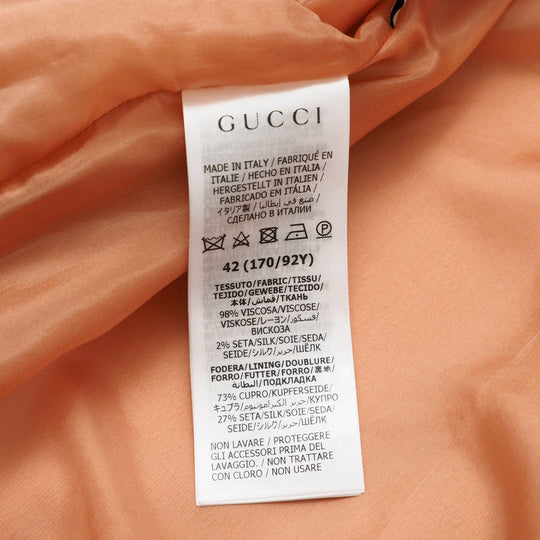 GUCCI
MADE IN ITALY / FABRIQUÉ EN
ITALIE / HECHO EN ITALIA /
HERGESTELLT IN ITALIEN /
FABRICADO EM ITÁLIA /
イタリア製 / صنع في إيطاليا /
СДЕЛАНО В ИТАЛИИ
42 (170/92Y)
TESSUTO/FABRIC/TISSU/
TEJIDO/GEWEBE/TECIDO/
本体/قماش/ТКАНЬ
98% VISCOSA/VISCOSE/
VISKOSE/レーヨン/فسكوز/
ВИСКОЗА
2% SETA/SILK/SOIE/SEDA/
SEIDE/シルク/حرير/ШЁЛК
FODERA/LINING/DOUBLURE/
FORRO/FUTTER/FORRO/裏地/
البطانة/ПОДКЛАДКА
73% CUPRO/KUPFERSEIDE/
キュプラ/حرير الكبرامونيوم/КУПРО
27% SETA/SILK/SOIE/SEDA/
SEIDE/シルク/حرير/ШЁЛК
NON LAVARE / PROTEGGERE
GLI ACCESSORI PRIMA DEL
LAVAGGIO. / NON TRATTARE
CON CLORO / NON USARE